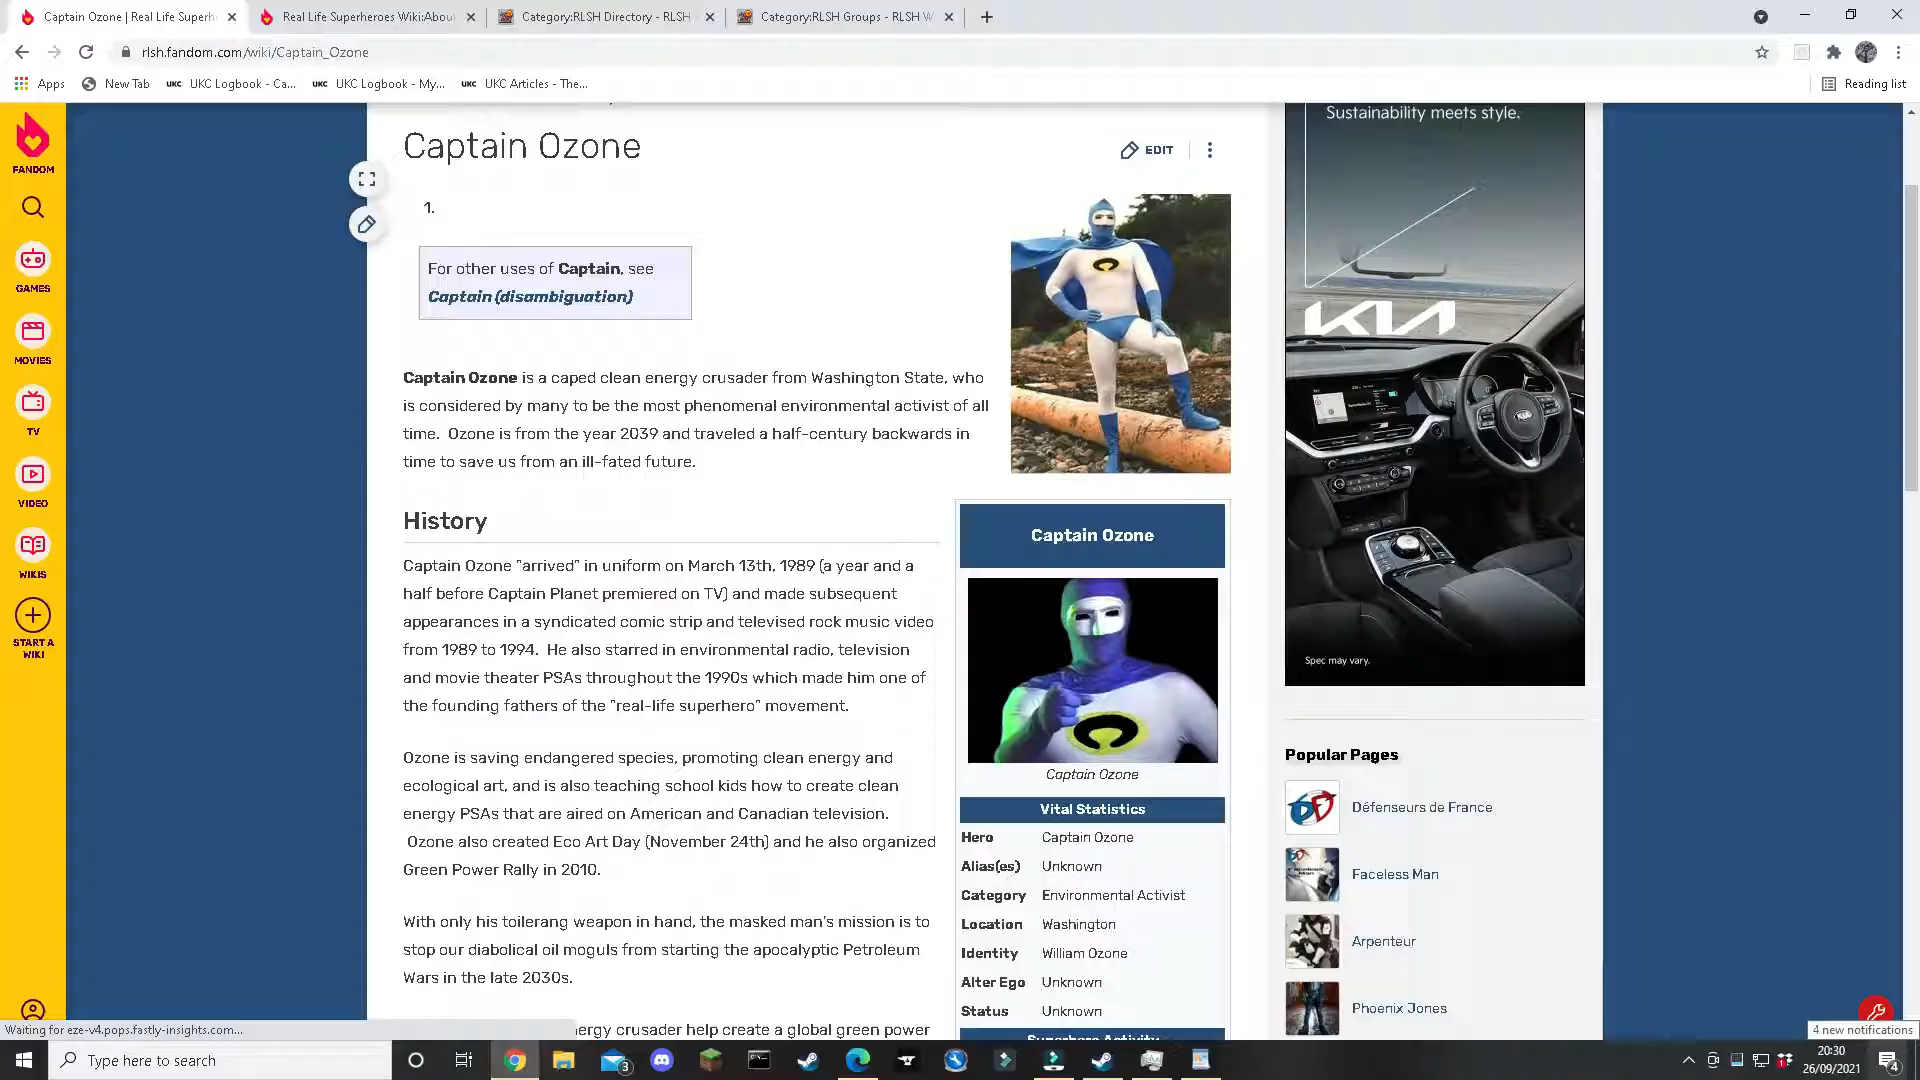 Captain Ozone | Real Life Superh
Real Life Superheroes Wiki:Abou
Category:RLSH Directory - RLSH
Category:RLSH Groups - RLSH W
rlsh.fandom.com/wiki/Captain_Ozone
Apps
New Tab
UKC Logbook - Ca...
UKC Logbook - My...
UKC Articles - The...
Reading list
FANDOM
GAMES
MOVIES
TV
VIDEO
WIKIS
START A
WIKI
Captain Ozone
EDIT
1.
For other uses of Captain, see
Captain (disambiguation)
Captain Ozone is a caped clean energy crusader from Washington State, who
is considered by many to be the most phenomenal environmental activist of all
time.  Ozone is from the year 2039 and traveled a half-century backwards in
time to save us from an ill-fated future.
History
Captain Ozone "arrived" in uniform on March 13th, 1989 (a year and a
half before Captain Planet premiered on TV) and made subsequent
appearances in a syndicated comic strip and televised rock music video
from 1989 to 1994.  He also starred in environmental radio, television
and movie theater PSAs throughout the 1990s which made him one of
the founding fathers of the "real-life superhero" movement.
Ozone is saving endangered species, promoting clean energy and
ecological art, and is also teaching school kids how to create clean
energy PSAs that are aired on American and Canadian television.
Ozone also created Eco Art Day (November 24th) and he also organized
Green Power Rally in 2010.
With only his toilerang weapon in hand, the masked man's mission is to
stop our diabolical oil moguls from starting the apocalyptic Petroleum
Wars in the late 2030s.
ergy crusader help create a global green power
Captain Ozone
Captain Ozone
Vital Statistics
Hero Captain Ozone
Alias(es) Unknown
Category Environmental Activist
Location Washington
Identity William Ozone
Alter Ego Unknown
Status Unknown
Superhero Activity
Sustainability meets style.
KIA
Spec may vary.
Popular Pages
Défenseurs de France
Faceless Man
Arpenteur
Phoenix Jones
Waiting for eze-v4.pops.fastly-insights.com...
4 new notifications
Type here to search
3
20:30
26/09/2021
4